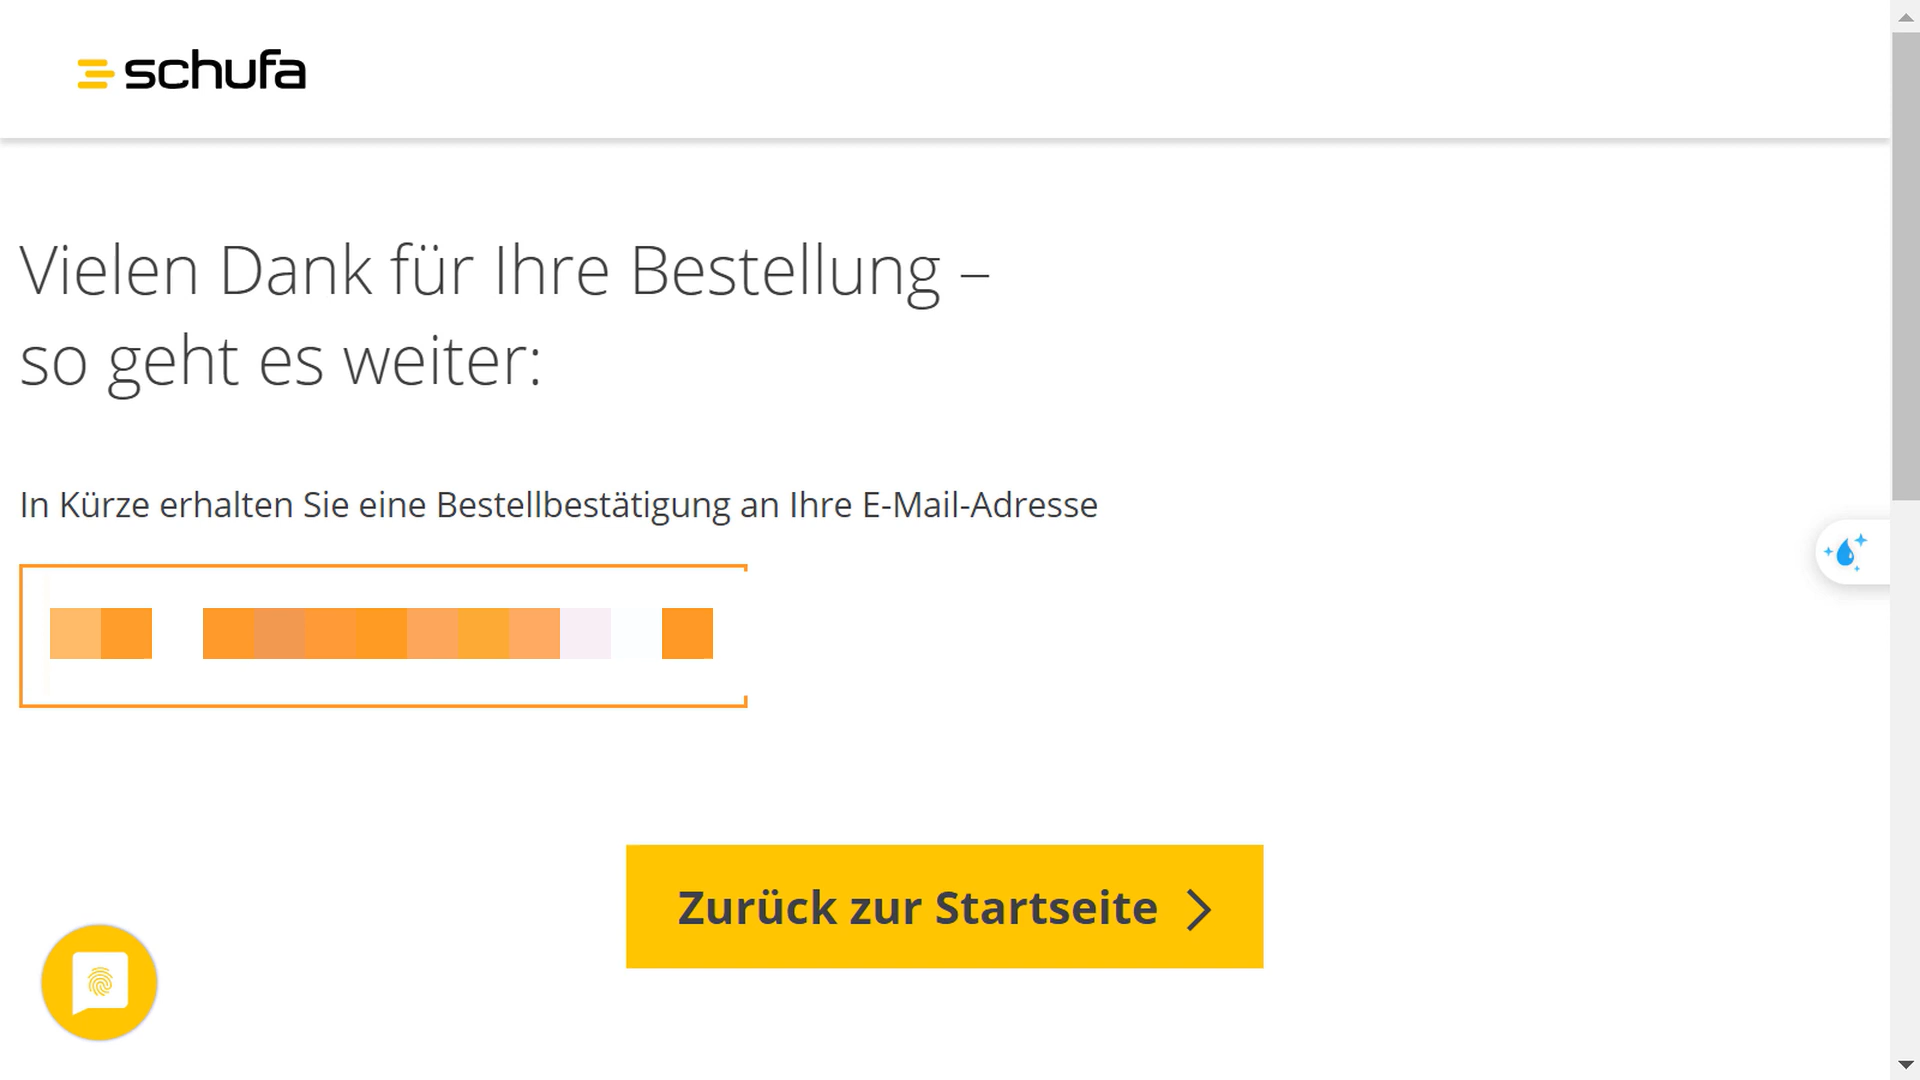 schufa
Vielen Dank für Ihre Bestellung –
so geht es weiter:
In Kürze erhalten Sie eine Bestellbestätigung an Ihre E-Mail-Adresse
Zurück zur Startseite